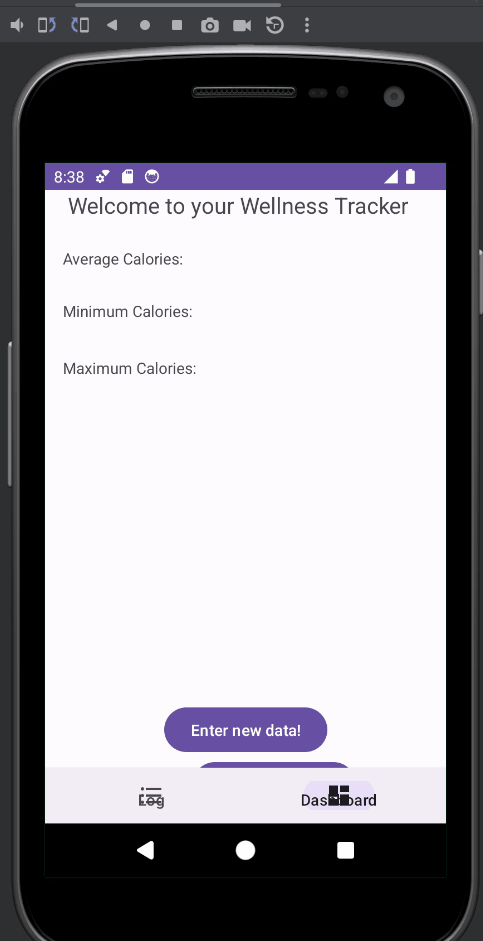 8:38
Welcome to your Wellness Tracker
Average Calories:
Minimum Calories:
Maximum Calories:
Enter new data!
Log
Dashboard